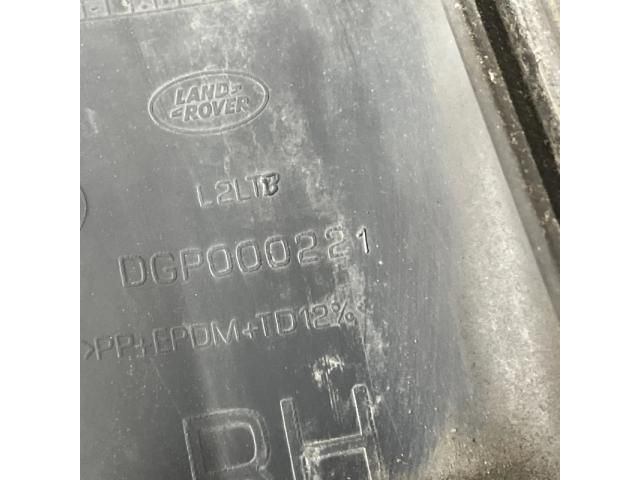 LAND-
-ROVER
L2LTB
DGP000221
>PP+EPDM+TD12%
RH